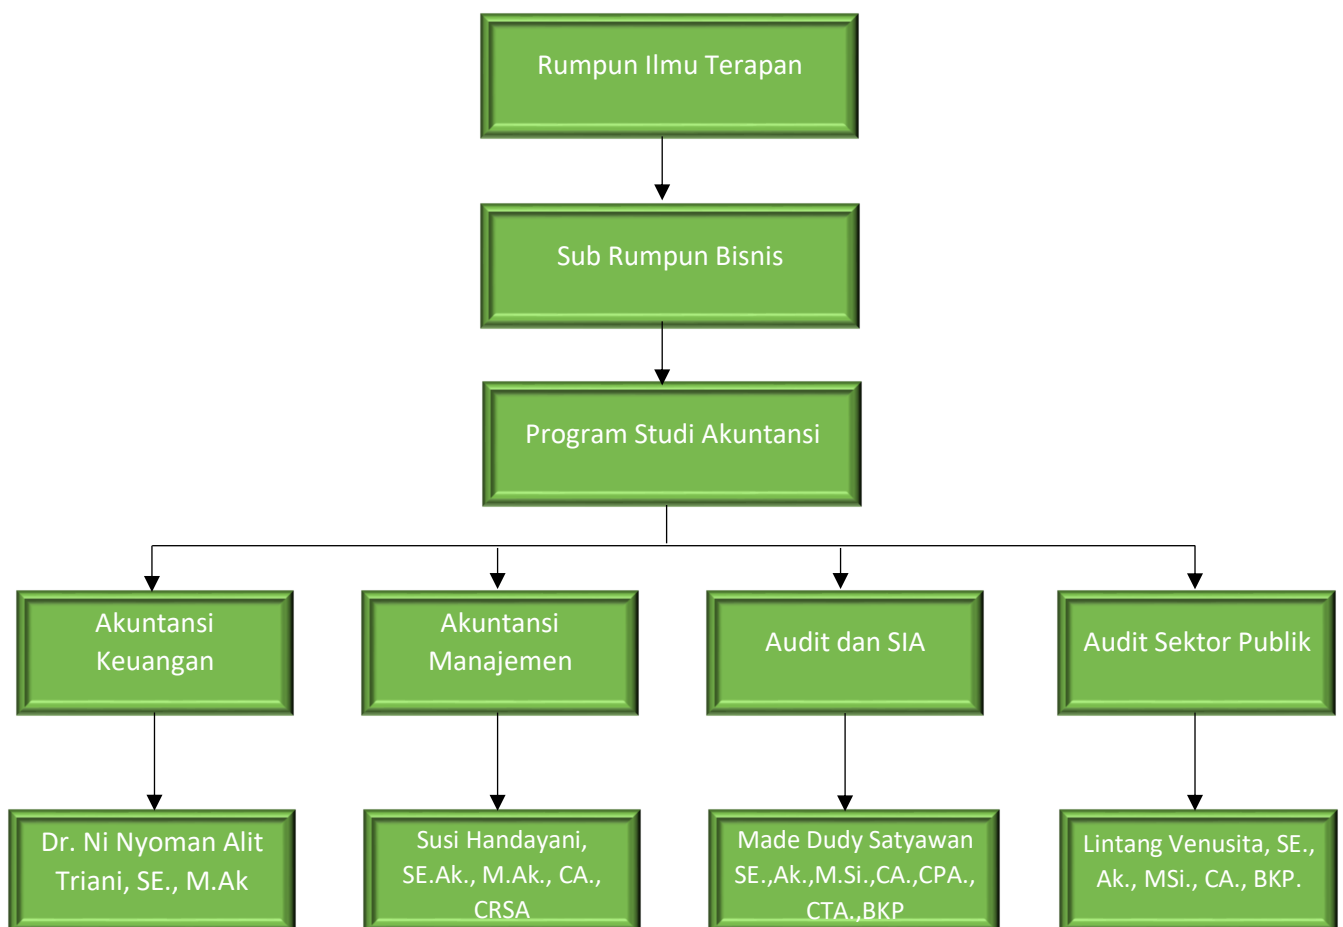 Rumpun Ilmu Terapan
Sub Rumpun Bisnis
Program Studi Akuntansi
Akuntansi
Keuangan
Akuntansi
Manajemen
Audit dan SIA
Audit Sektor Publik
Dr. Ni Nyoman Alit
Triani, SE., M.Ak
Susi Handayani,
SE.Ak., M.Ak., CA.,
CRSA
Made Dudy Satyawan
SE.,Ak.,M.Si.,CA.,CPA.,
CTA.,BKP
Lintang Venusita, SE.,
Ak., MSi., CA., BKP.